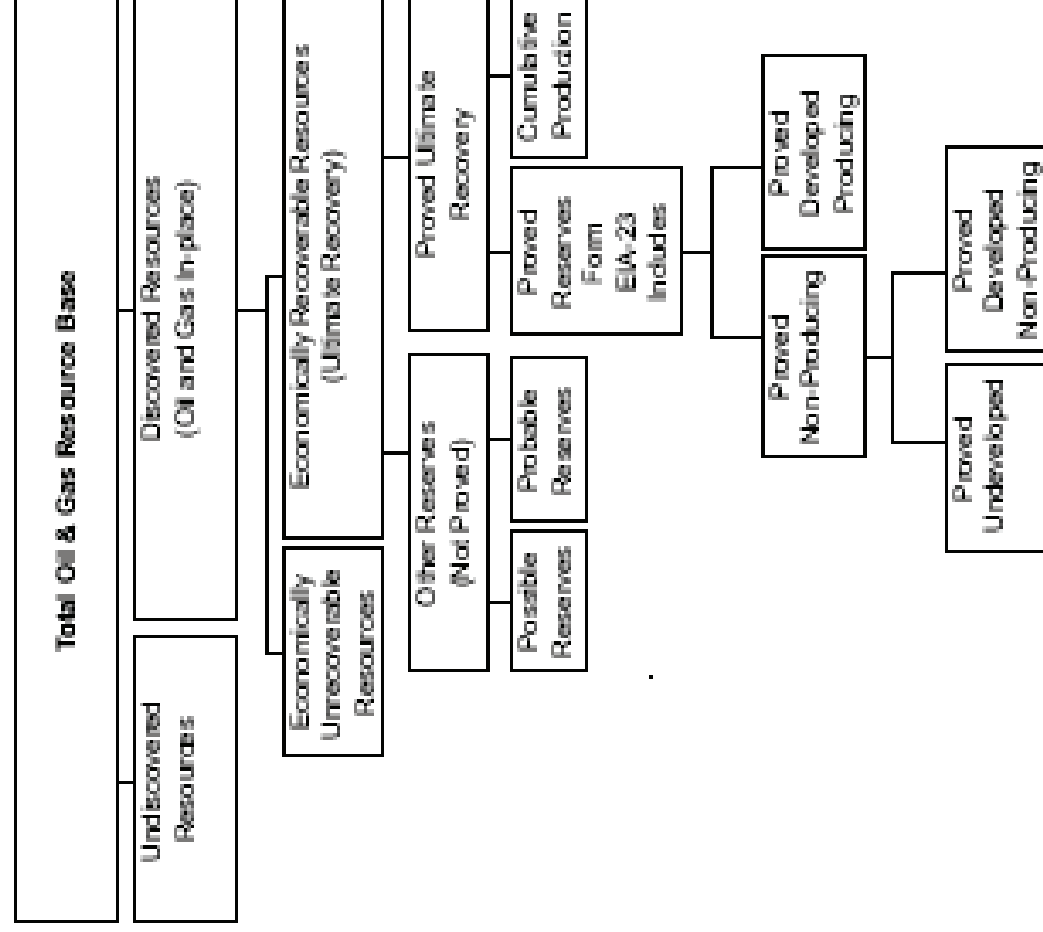 Total Oil & Gas Resource Base
Undiscovered
Resources
Discovered Resources
(Oil and Gas In-place)
Economically
Unrecoverable
Resources
Economically Recoverable Resources
(Ultimate Recovery)
Other Reserves
(Not Proved)
Proved Ultimate
Recovery
Possible
Reserves
Probable
Reserves
Proved
Reserves
Form
EIA-23
Includes
Cumulative
Production
Proved
Non-Producing
Proved
Developed
Producing
Proved
Undeveloped
Proved
Developed
Non-Producing